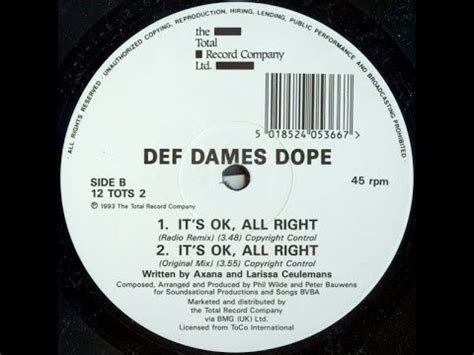 ALL RIGHTS RESERVED · UNAUTHORIZED COPYING, REPRODUCTION, HIRING, LENDING, PUBLIC PERFORMANCE AND BROADCASTING PROHIBITED ·
the
Total
Record Company
Ltd.
5 018524 053667
DEF DAMES DOPE
SIDE B
12 TOTS 2
45 rpm
℗ 1993 The Total Record Company
1. IT'S OK, ALL RIGHT
(Radio Remix) (3.48) Copyright Control
2. IT'S OK, ALL RIGHT
(Original Mix) (3.55) Copyright Control
Written by Axana and Larissa Ceulemans
Composed, Arranged and Produced by Phil Wilde and Peter Bauwens
for Soundsational Productions and Songs BVBA
Marketed and distributed by
the Total Record Company
via BMG (UK) Ltd.
Licensed from ToCo International